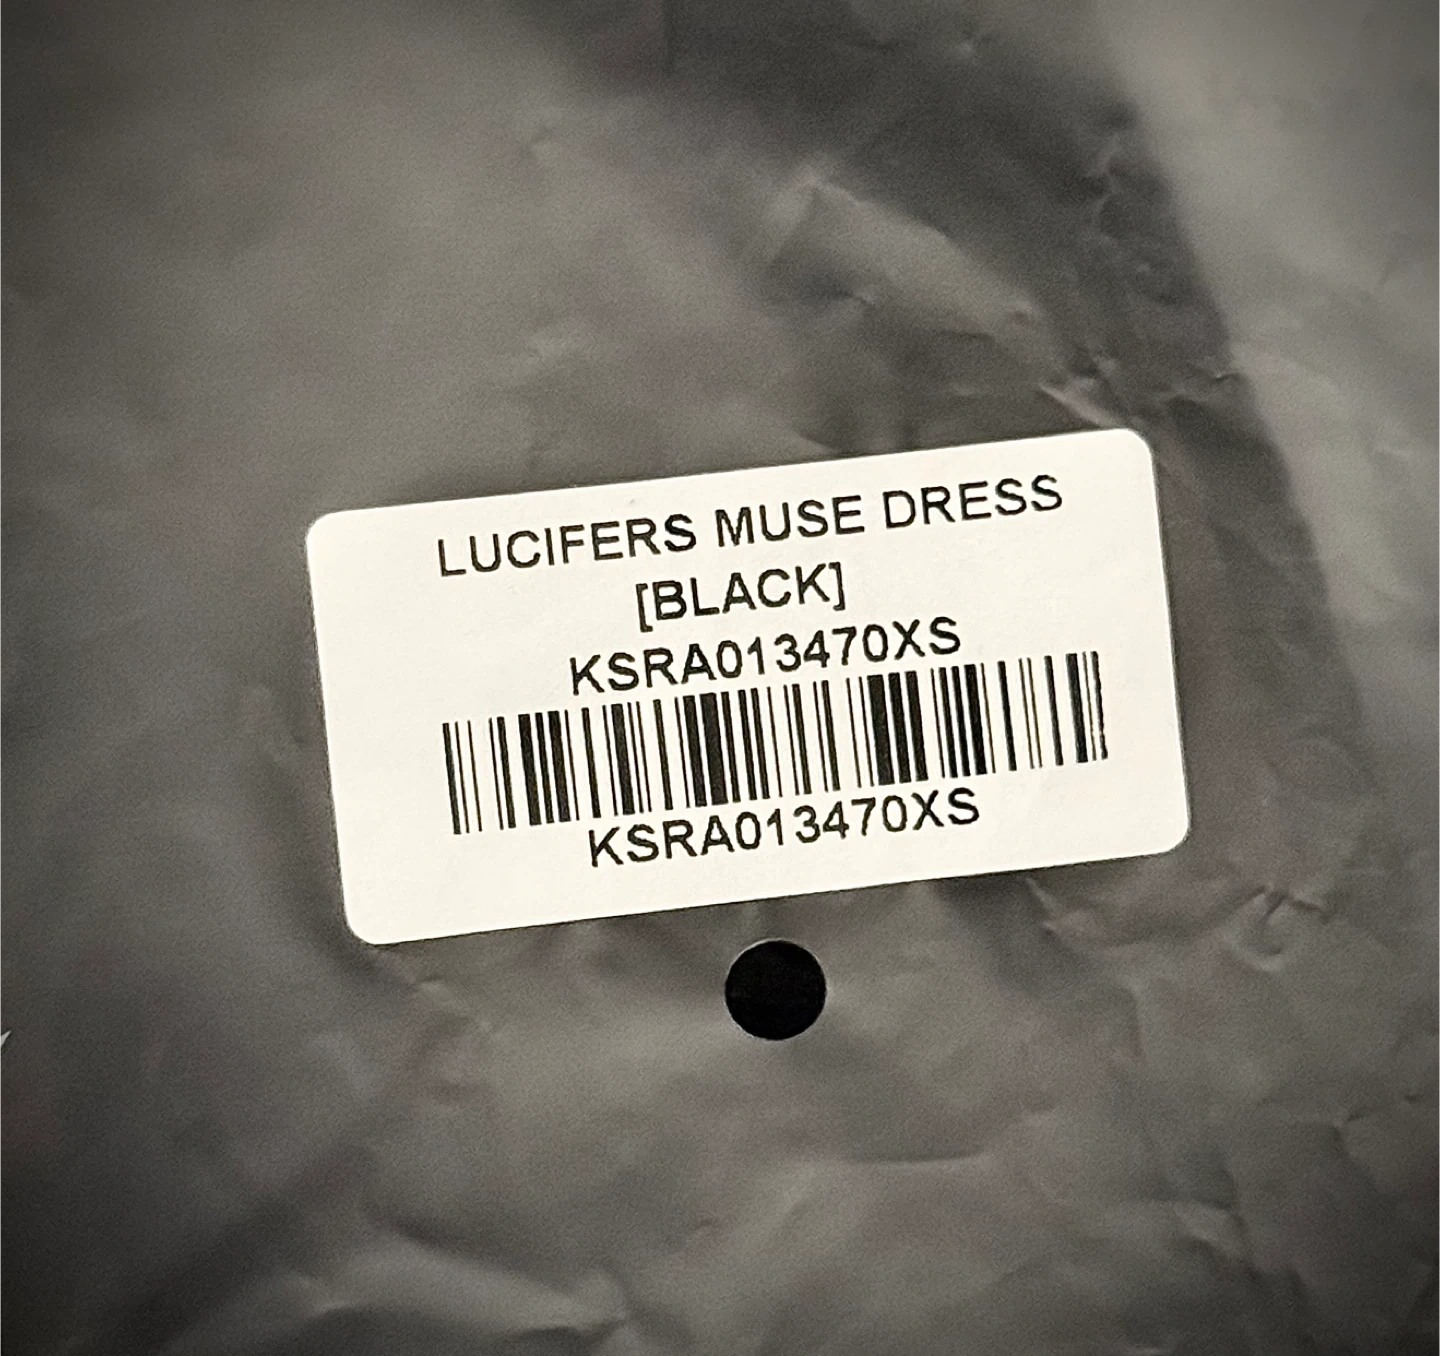 LUCIFERS MUSE DRESS
[BLACK]
KSRA013470XS
KSRA013470XS